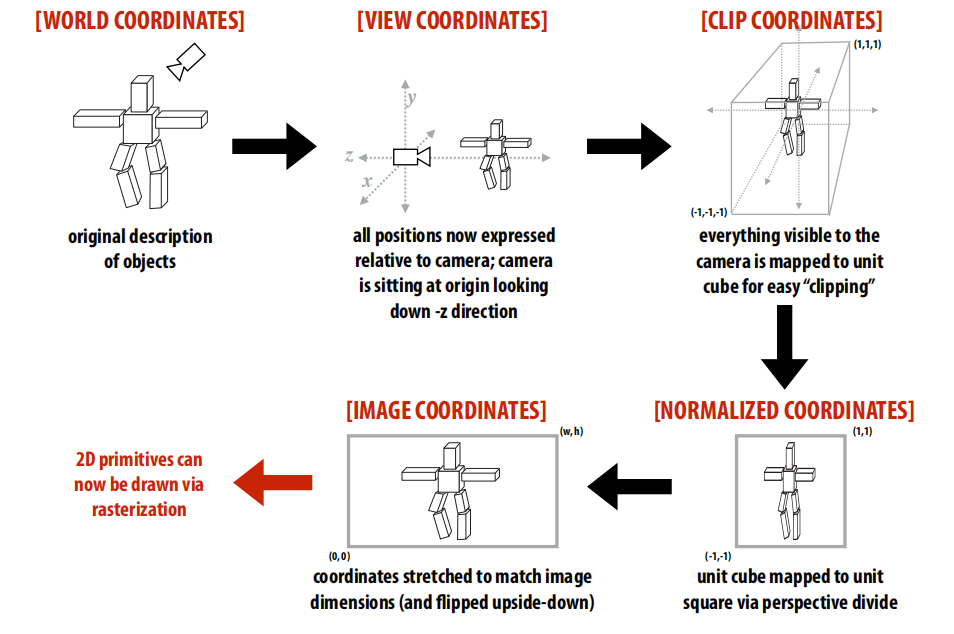 [WORLD COORDINATES]
original description
of objects
[VIEW COORDINATES]
y
z
x
all positions now expressed
relative to camera; camera
is sitting at origin looking
down -z direction
[CLIP COORDINATES]
(1,1,1)
(-1,-1,-1)
everything visible to the
camera is mapped to unit
cube for easy “clipping”
[NORMALIZED COORDINATES]
(1,1)
(-1,-1)
unit cube mapped to unit
square via perspective divide
[IMAGE COORDINATES]
(w,h)
(0,0)
coordinates stretched to match image
dimensions (and flipped upside-down)
2D primitives can
now be drawn via
rasterization